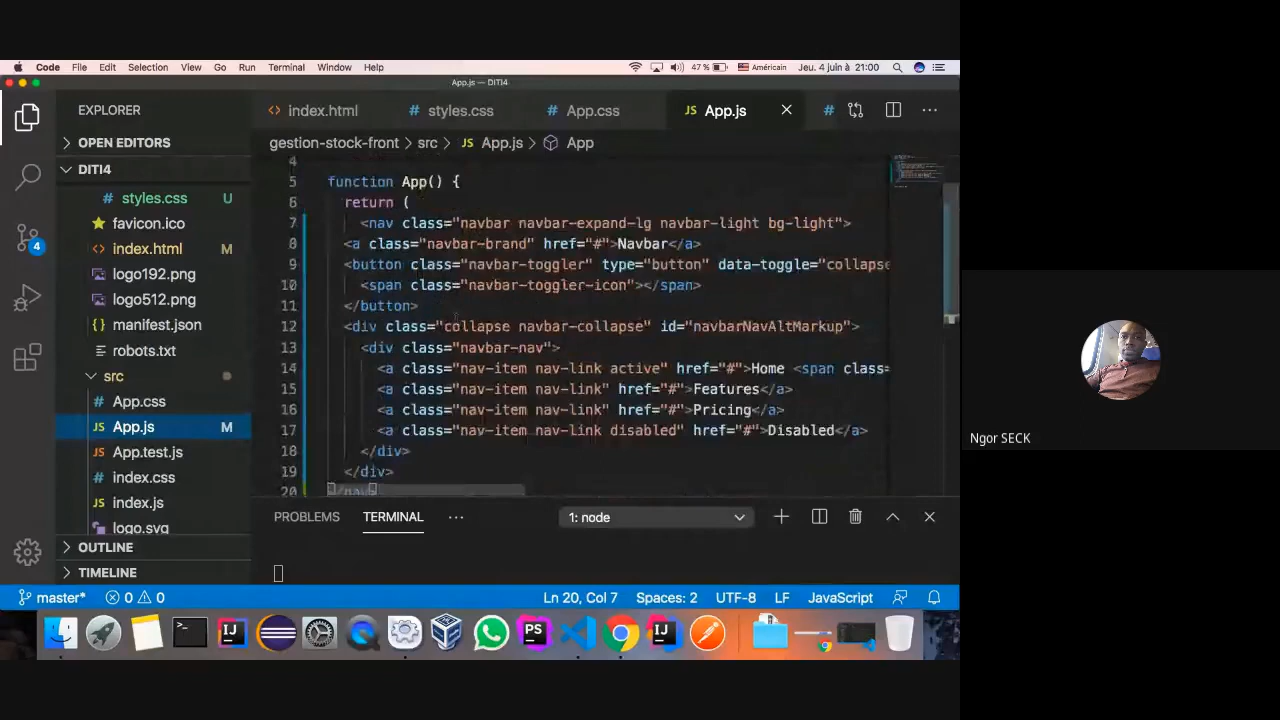 Code File Edit Selection View Go Run Terminal Window Help 47 % Américain Jeu. 4 juin à 21:00
App.js — DITI4
EXPLORER
index.html
# styles.css
# App.css
JS App.js
#
OPEN EDITORS
gestion-stock-front > src > JS App.js > App
DITI4
# styles.css U
favicon.ico
<> index.html M
logo192.png
logo512.png
{} manifest.json
robots.txt
src
# App.css
JS App.js M
JS App.test.js
# index.css
JS index.js
logo.svg
OUTLINE
TIMELINE
4
5 function App() {
6 return (
7 <nav class="navbar navbar-expand-lg navbar-light bg-light">
8 <a class="navbar-brand" href="#">Navbar</a>
9 <button class="navbar-toggler" type="button" data-toggle="collapse
10 <span class="navbar-toggler-icon"></span>
11 </button>
12 <div class="collapse navbar-collapse" id="navbarNavAltMarkup">
13 <div class="navbar-nav">
14 <a class="nav-item nav-link active" href="#">Home <span class=
15 <a class="nav-item nav-link" href="#">Features</a>
16 <a class="nav-item nav-link" href="#">Pricing</a>
17 <a class="nav-item nav-link disabled" href="#">Disabled</a>
18 </div>
19 </div>
20 </nav>
PROBLEMS TERMINAL ... 1: node
master* 0 0 Ln 20, Col 7 Spaces: 2 UTF-8 LF JavaScript
IJ PS IJ
Ngor SECK